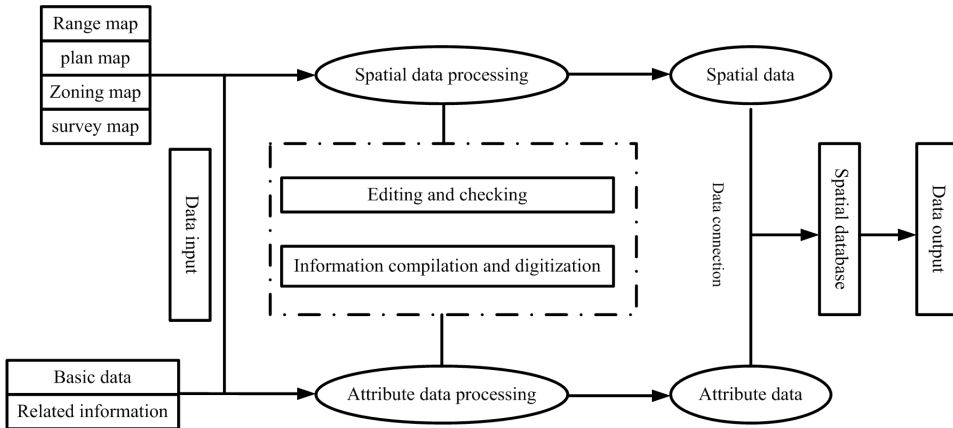 Range map
plan map
Zoning map
survey map
Spatial data processing
Spatial data
Data input
Editing and checking
Information compilation and digitization
Data connection
Spatial database
Data output
Basic data
Related information
Attribute data processing
Attribute data